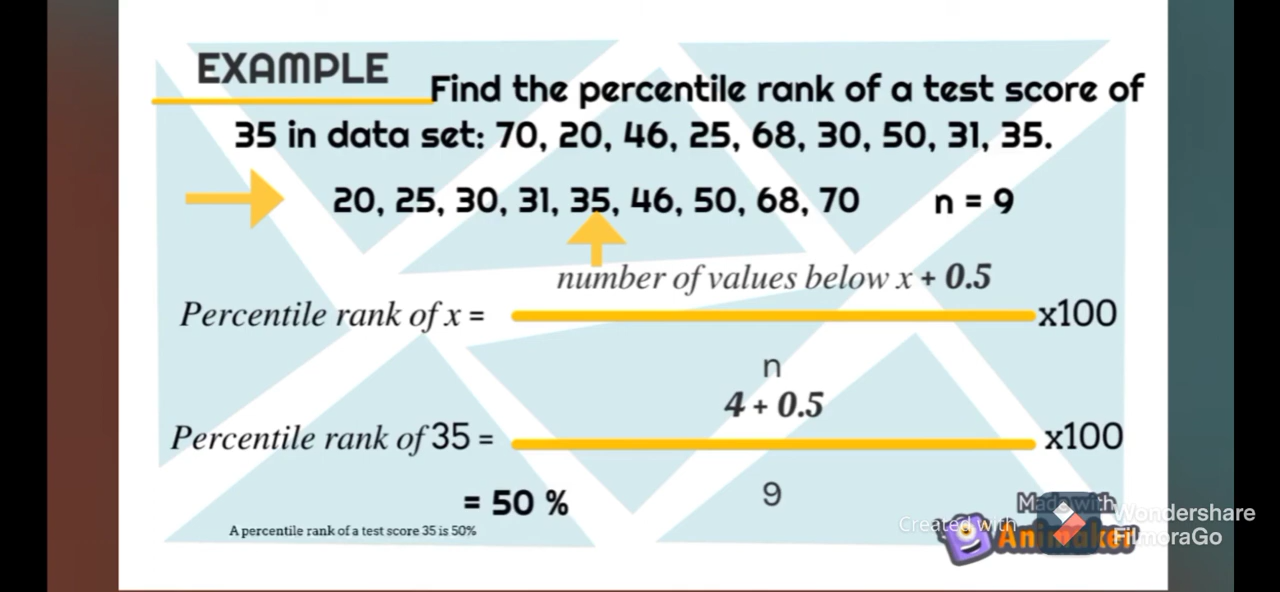 EXAMPLE
Find the percentile rank of a test score of
35 in data set: 70, 20, 46, 25, 68, 30, 50, 31, 35.
20, 25, 30, 31, 35, 46, 50, 68, 70 n = 9
number of values below x + 0.5
Percentile rank of x = x100
n
4 + 0.5
Percentile rank of 35 = x100
9
= 50 %
A percentile rank of a test score 35 is 50%
Made with
Wondershare
FilmoraGo
Created with
Animaker